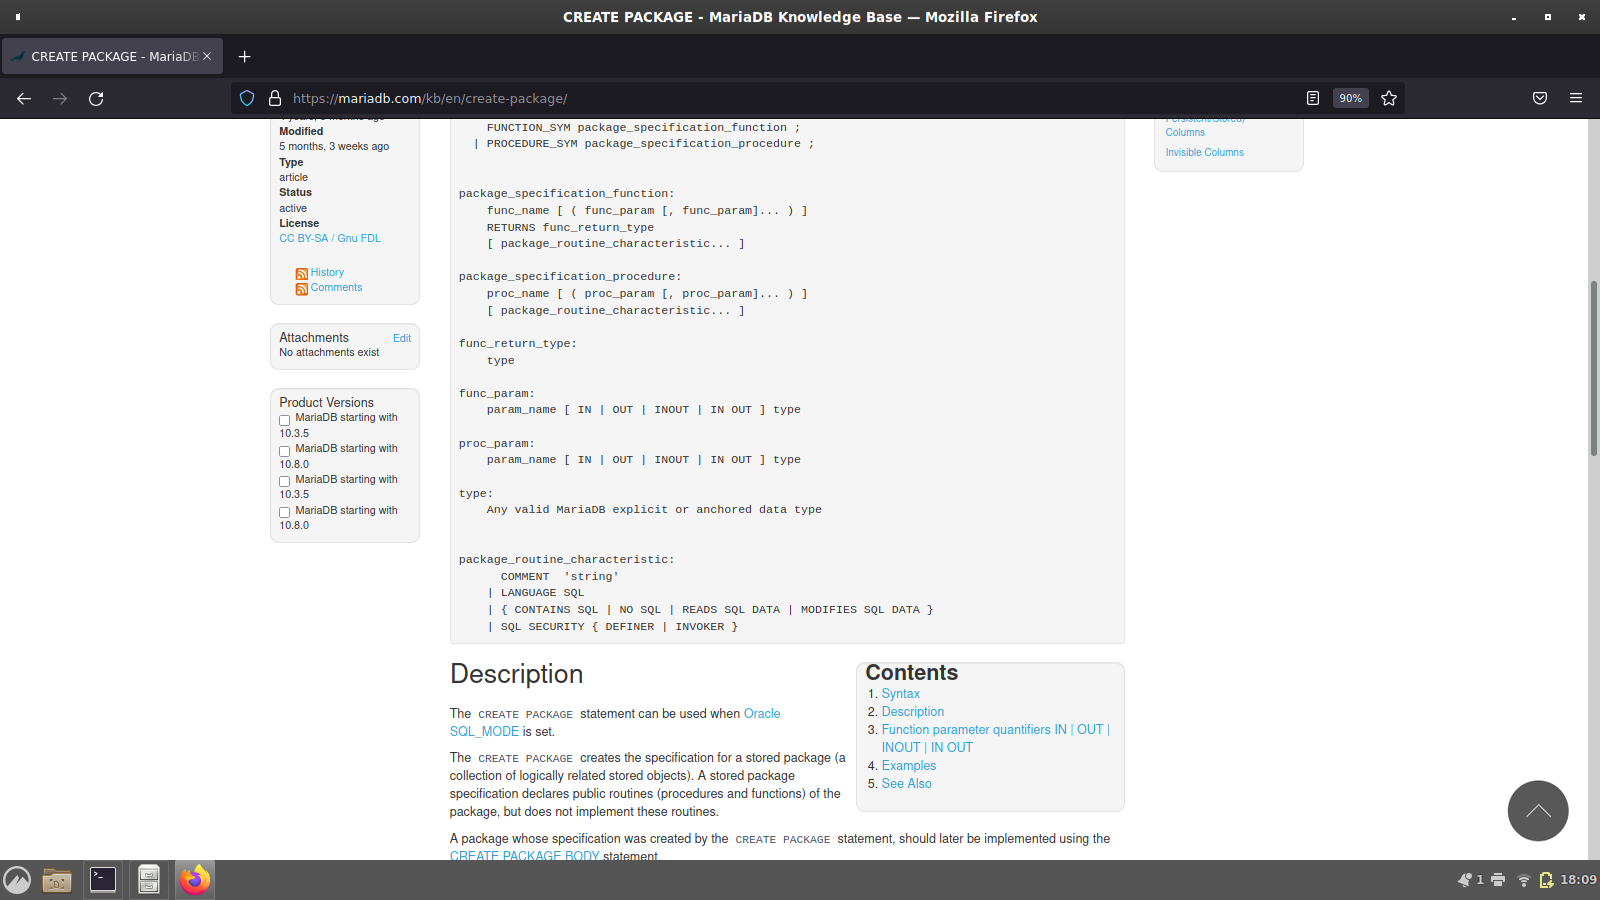 CREATE PACKAGE - MariaDB Knowledge Base — Mozilla Firefox
CREATE PACKAGE - MariaDB
https://mariadb.com/kb/en/create-package/
90%
Modified
5 months, 3 weeks ago
Type
article
Status
active
License
CC BY-SA / Gnu FDL
History
Comments
Attachments
Edit
No attachments exist
Product Versions
MariaDB starting with
10.3.5
MariaDB starting with
10.8.0
MariaDB starting with
10.3.5
MariaDB starting with
10.8.0
FUNCTION_SYM package_specification_function ;
| PROCEDURE_SYM package_specification_procedure ;
package_specification_function:
func_name [ ( func_param [, func_param]... ) ]
RETURNS func_return_type
[ package_routine_characteristic... ]
package_specification_procedure:
proc_name [ ( proc_param [, proc_param]... ) ]
[ package_routine_characteristic... ]
func_return_type:
type
func_param:
param_name [ IN | OUT | INOUT | IN OUT ] type
proc_param:
param_name [ IN | OUT | INOUT | IN OUT ] type
type:
Any valid MariaDB explicit or anchored data type
package_routine_characteristic:
COMMENT  'string'
| LANGUAGE SQL
| { CONTAINS SQL | NO SQL | READS SQL DATA | MODIFIES SQL DATA }
| SQL SECURITY { DEFINER | INVOKER }
Persistent/Stored)
Columns
Invisible Columns
Description
The CREATE PACKAGE statement can be used when Oracle
SQL_MODE is set.
The CREATE PACKAGE creates the specification for a stored package (a
collection of logically related stored objects). A stored package
specification declares public routines (procedures and functions) of the
package, but does not implement these routines.
A package whose specification was created by the CREATE PACKAGE statement, should later be implemented using the
CREATE PACKAGE BODY statement.
Contents
1. Syntax
2. Description
3. Function parameter quantifiers IN | OUT |
INOUT | IN OUT
4. Examples
5. See Also
1
18:09